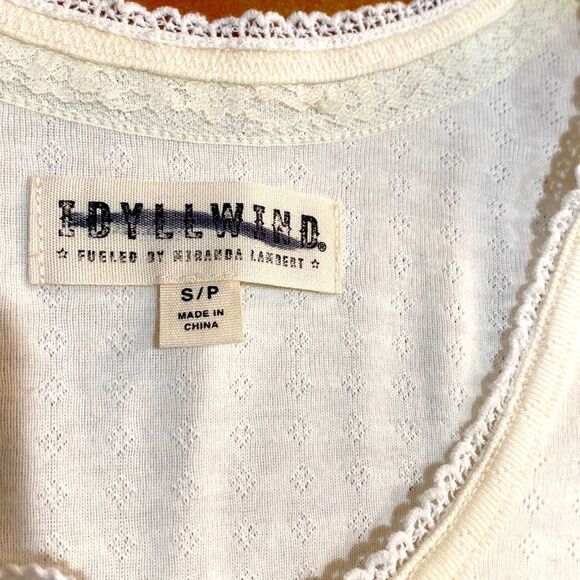 IDYLLWIND®
★ FUELED BY MIRANDA LAMBERT ★
S/P
MADE IN
CHINA